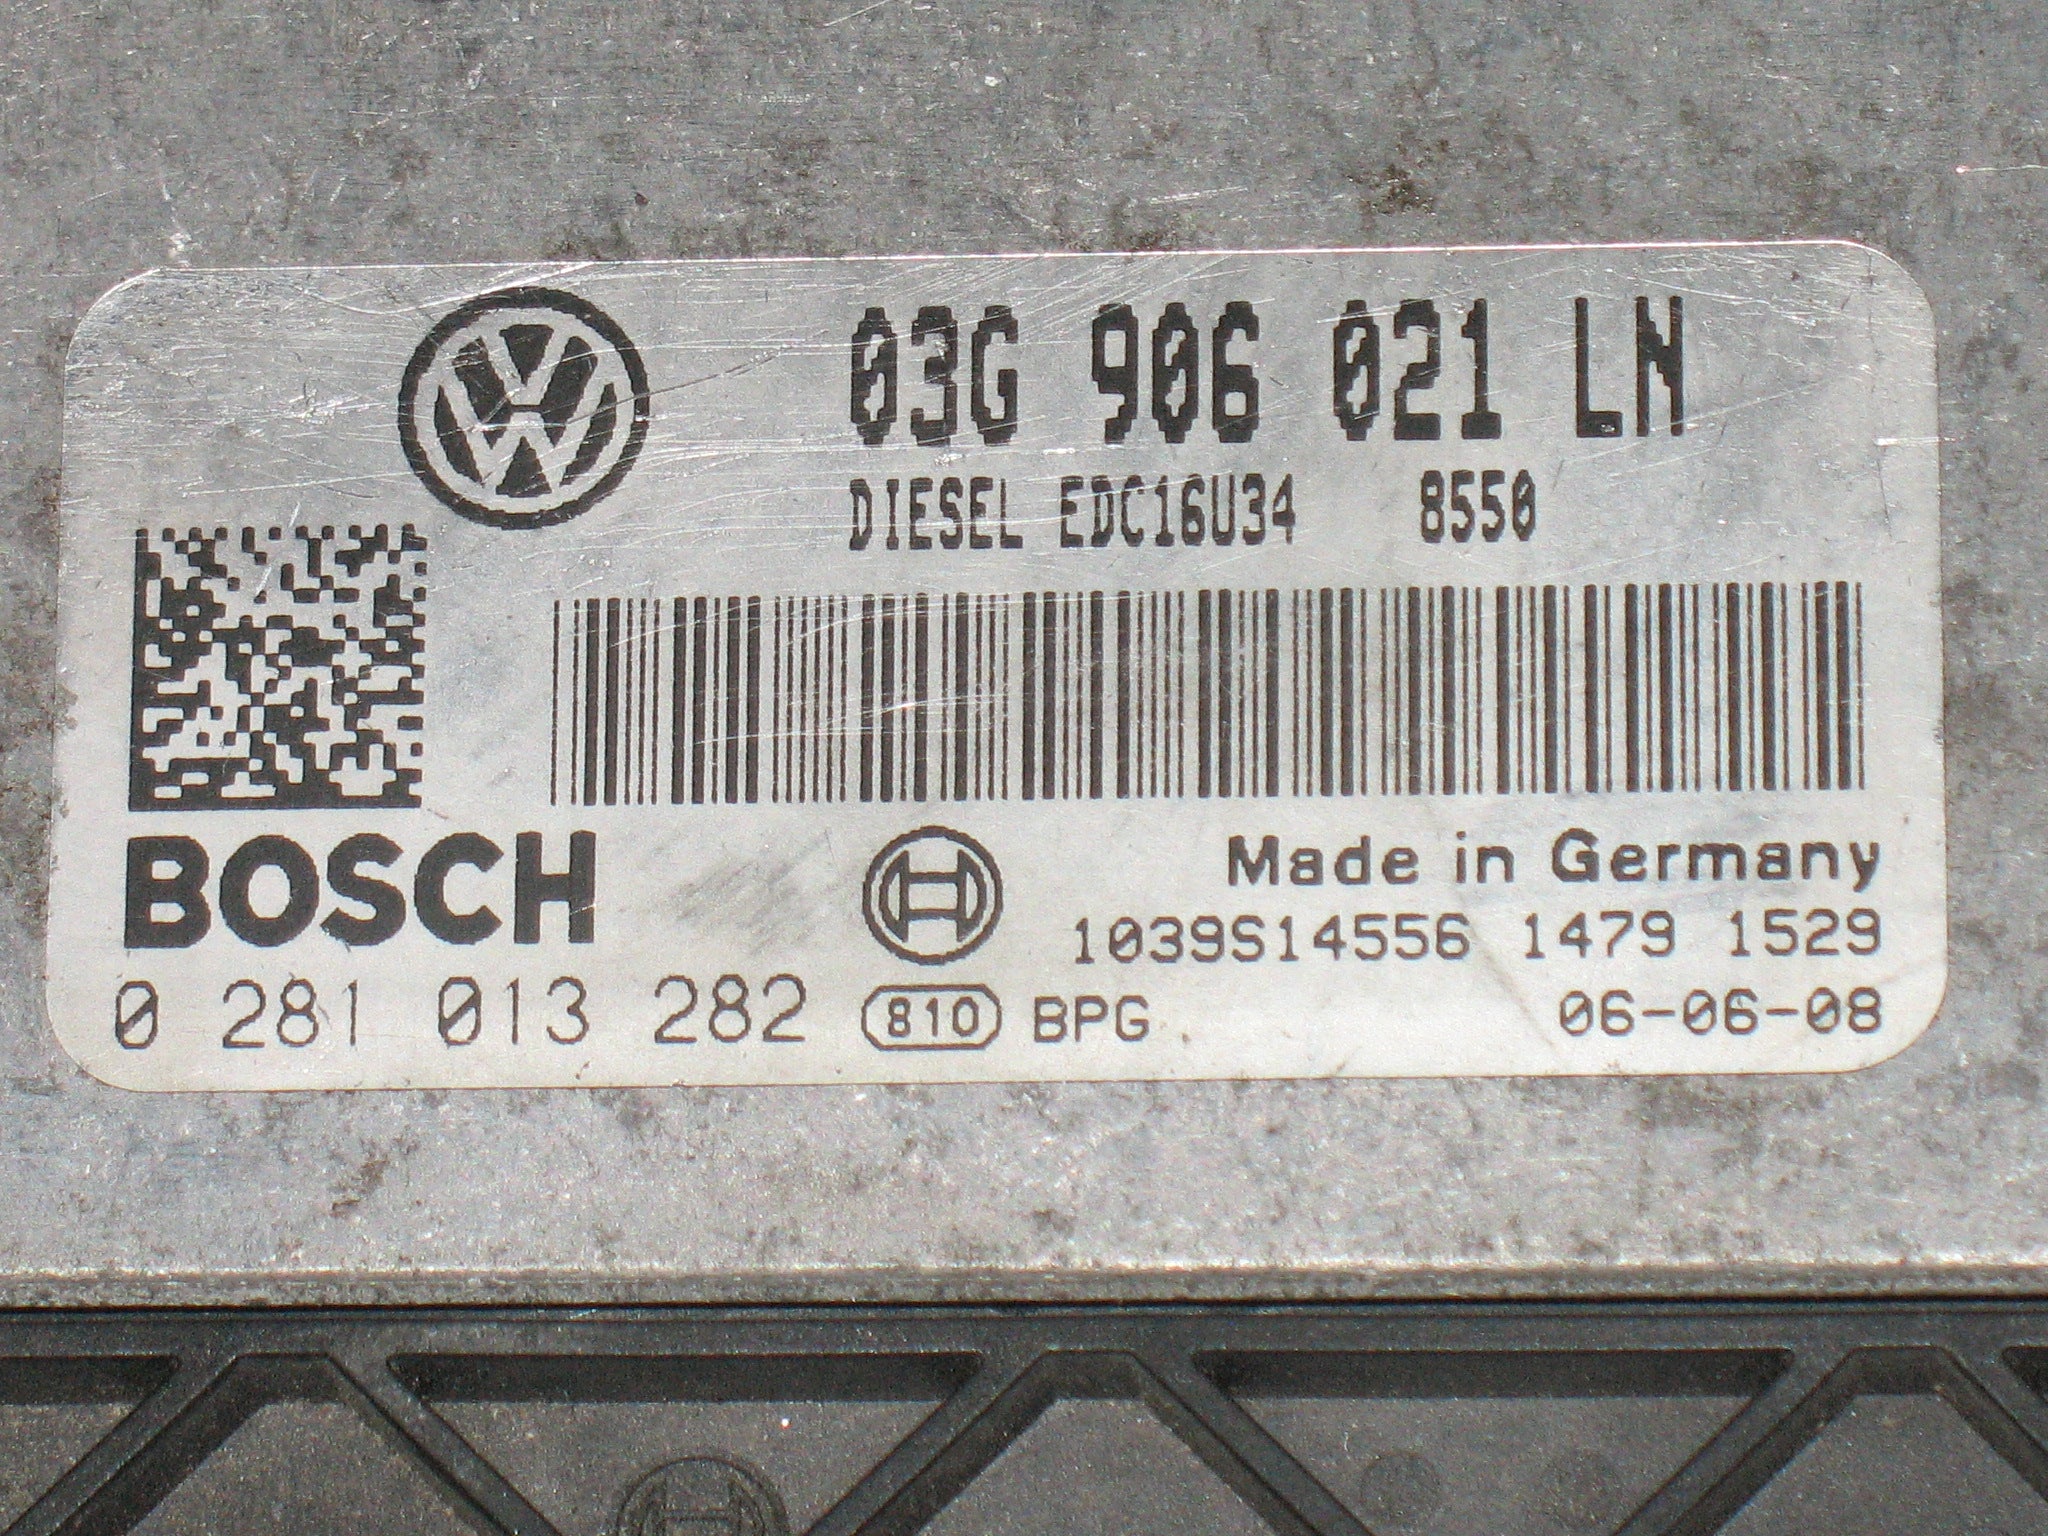 03G 906 021 LN
DIESEL EDC16U34 8550
BOSCH
Made in Germany
1039S14556 1479 1529
0 281 013 282 810 BPG 06-06-08